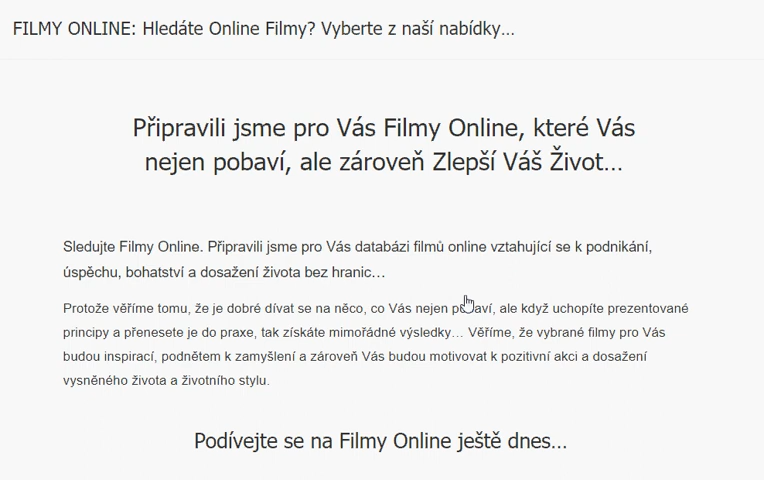 FILMY ONLINE: Hledáte Online Filmy? Vyberte z naší nabídky...
Připravili jsme pro Vás Filmy Online, které Vás
nejen pobaví, ale zároveň Zlepší Váš Život...
Sledujte Filmy Online. Připravili jsme pro Vás databázi filmů online vztahující se k podnikání,
úspěchu, bohatství a dosažení života bez hranic...
Protože věříme tomu, že je dobré dívat se na něco, co Vás nejen pobaví, ale když uchopíte prezentované
principy a přenesete je do praxe, tak získáte mimořádné výsledky... Věříme, že vybrané filmy pro Vás
budou inspirací, podnětem k zamyšlení a zároveň Vás budou motivovat k pozitivní akci a dosažení
vysněného života a životního stylu.
Podívejte se na Filmy Online ještě dnes...